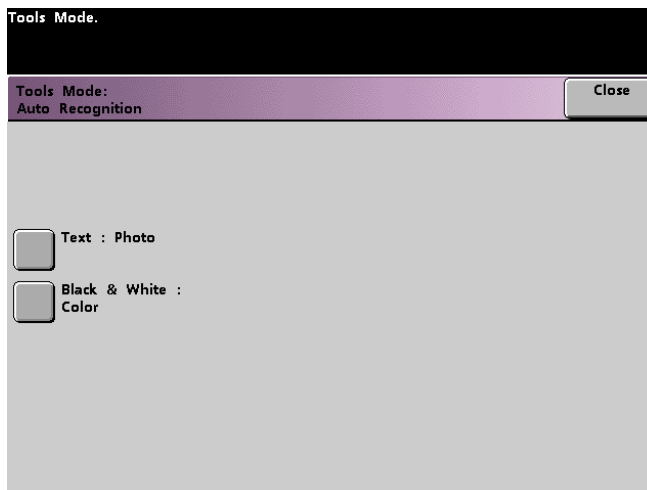 Tools Mode.
Tools Mode:
Auto Recognition
Close
Text : Photo
Black & White :
Color